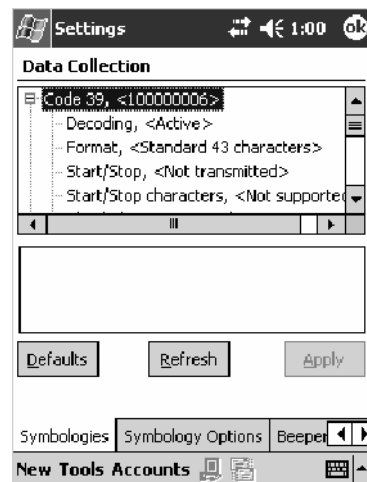 Settings 1:00 ok
Data Collection
Code 39, <100000006>
Decoding, <Active>
Format, <Standard 43 characters>
Start/Stop, <Not transmitted>
Start/Stop characters, <Not supported
Defaults Refresh Apply
Symbologies Symbology Options Beeper
New Tools Accounts